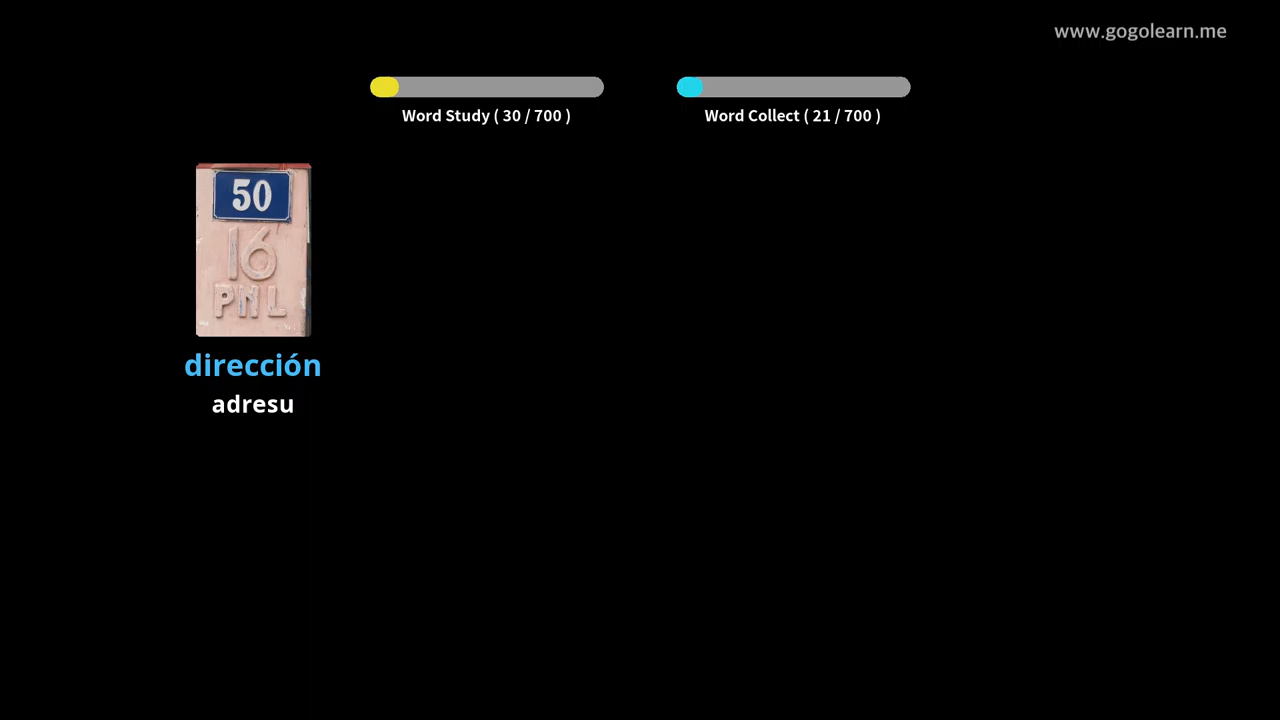 www.gogolearn.me
Word Study ( 30 / 700 )
Word Collect ( 21 / 700 )
50
16
PNL
dirección
adresu